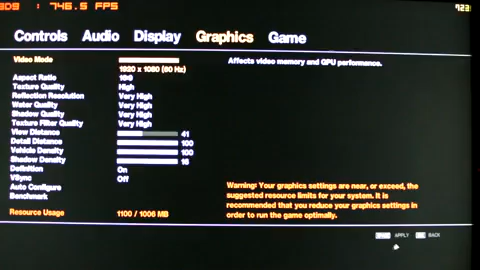 : 746.5 FPS
Controls Audio Display Graphics Game
Video Mode
1920 x 1080 (60 Hz)
Affects video memory and GPU performance.
Aspect Ratio
Texture Quality High
Reflection Resolution Very High
Water Quality Very High
Shadow Quality Very High
Texture Filter Quality Very High
View Distance 41
Detail Distance 100
Vehicle Density 100
Shadow Density 16
Definition On
VSync Off
Auto Configure
Benchmark
Resource Usage 1100 / 1006 MB
Warning: Your graphics settings are near, or exceed, the
suggested resource limits for your system. It is
recommended that you reduce your graphics settings in
order to run the game optimally.
APPLY BACK